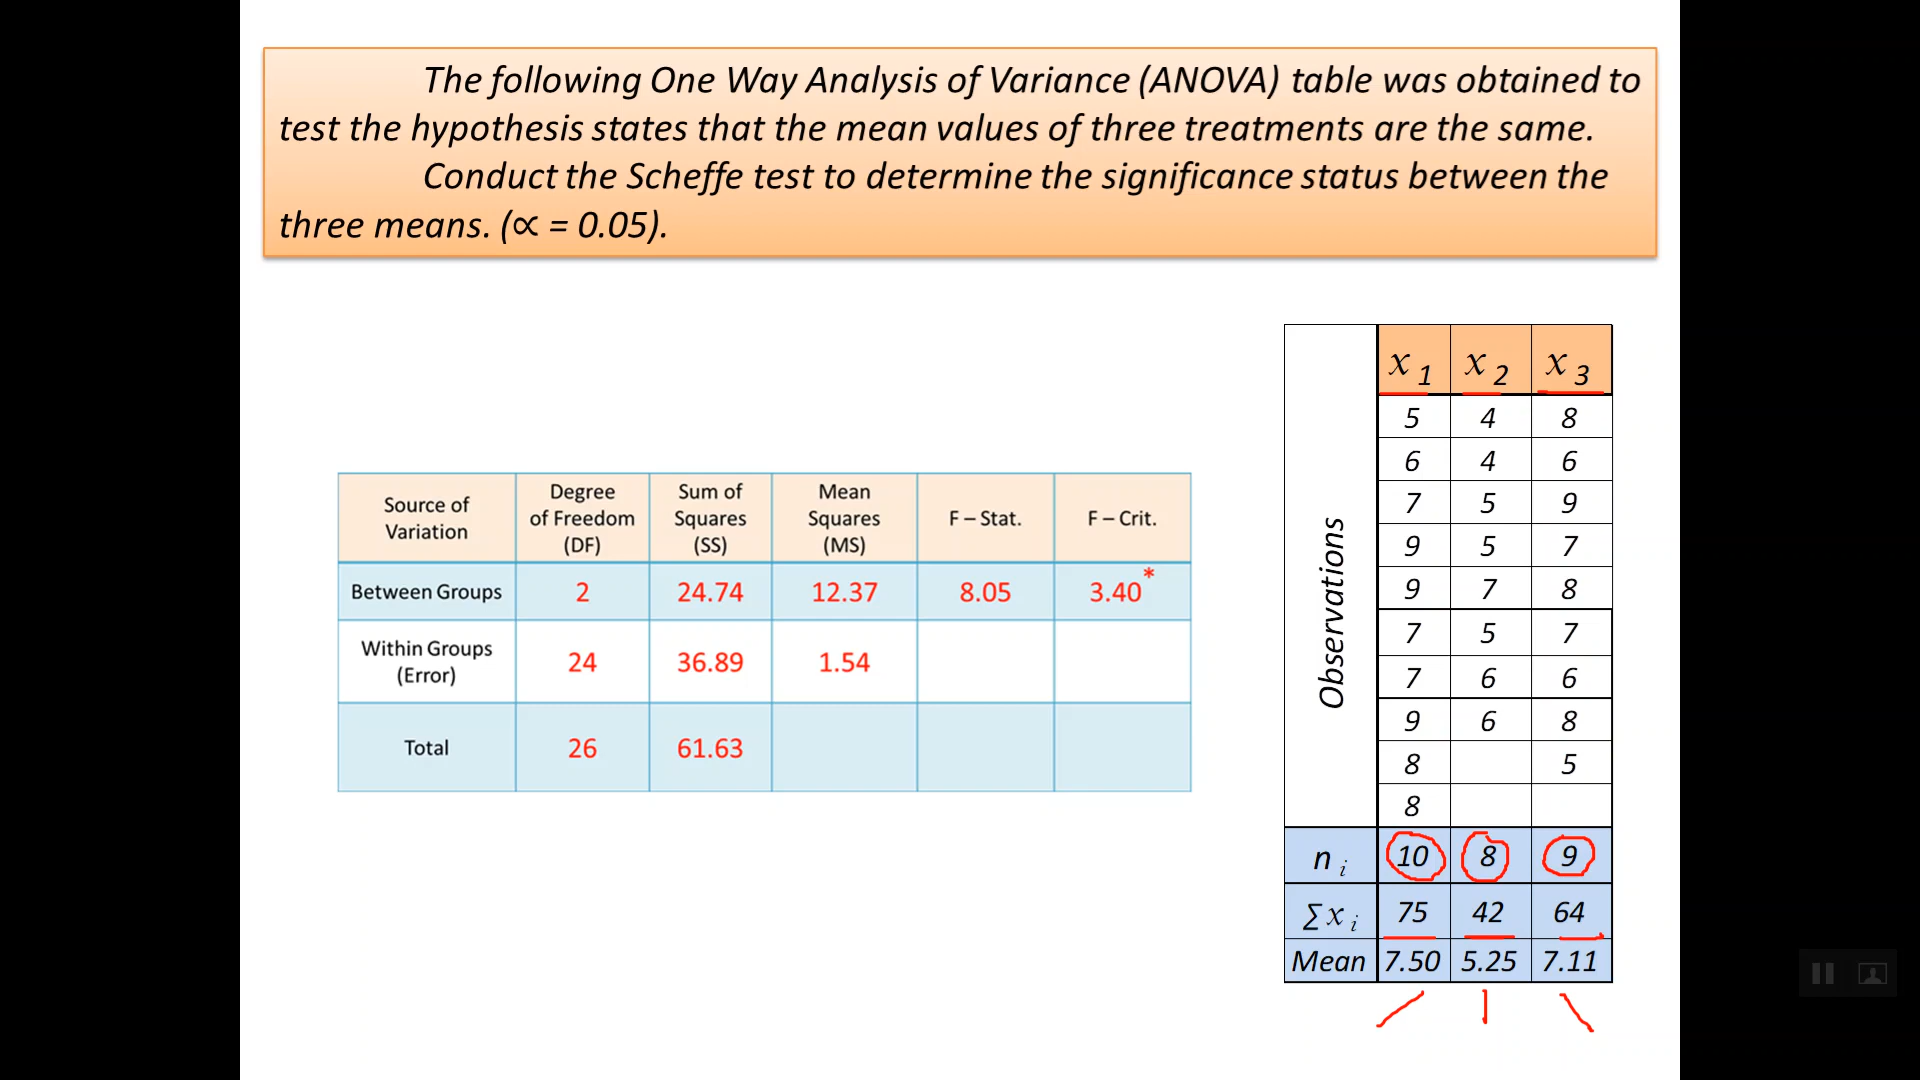 The following One Way Analysis of Variance (ANOVA) table was obtained to
test the hypothesis states that the mean values of three treatments are the same.
Conduct the Scheffe test to determine the significance status between the
three means. (∝ = 0.05).
Source of Variation | Degree of Freedom (DF) | Sum of Squares (SS) | Mean Squares (MS) | F – Stat. | F – Crit.
Between Groups | 2 | 24.74 | 12.37 | 8.05 | 3.40*
Within Groups (Error) | 24 | 36.89 | 1.54
Total | 26 | 61.63
Observations
x 1 | x 2 | x 3
5 | 4 | 8
6 | 4 | 6
7 | 5 | 9
9 | 5 | 7
9 | 7 | 8
7 | 5 | 7
7 | 6 | 6
9 | 6 | 8
8 | | 5
8
n i | 10 | 8 | 9
∑ x i | 75 | 42 | 64
Mean | 7.50 | 5.25 | 7.11